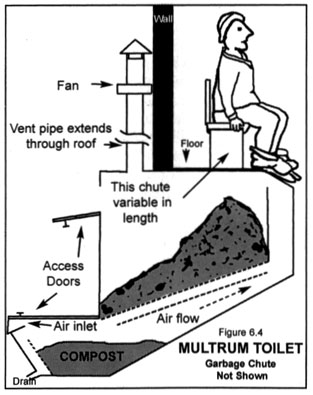 Wall
Fan
Vent pipe extends
through roof
Floor
This chute
variable in
length
Access
Doors
Air inlet
Air flow
Figure 6.4
MULTRUM TOILET
Garbage Chute
Not Shown
COMPOST
Drain